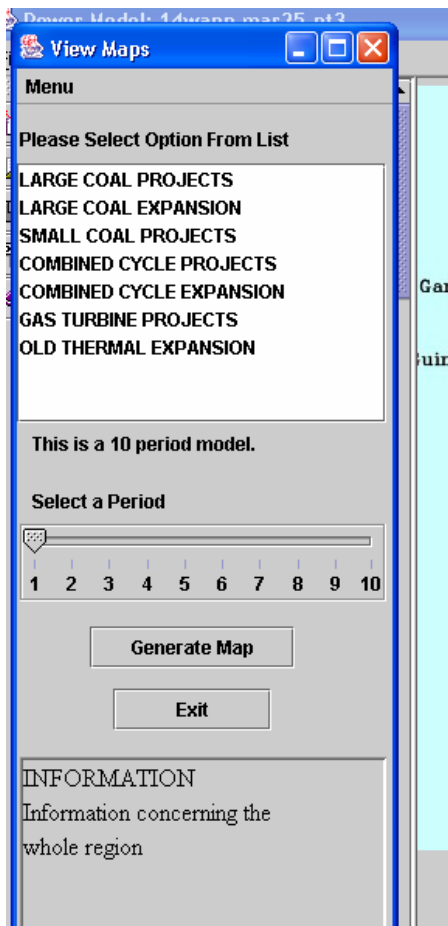 Power Model: 14wapp mar25 pt3
View Maps
Menu
Please Select Option From List
LARGE COAL PROJECTS
LARGE COAL EXPANSION
SMALL COAL PROJECTS
COMBINED CYCLE PROJECTS
COMBINED CYCLE EXPANSION
GAS TURBINE PROJECTS
OLD THERMAL EXPANSION
This is a 10 period model.
Select a Period
1 2 3 4 5 6 7 8 9 10
Generate Map
Exit
INFORMATION
Information concerning the
whole region